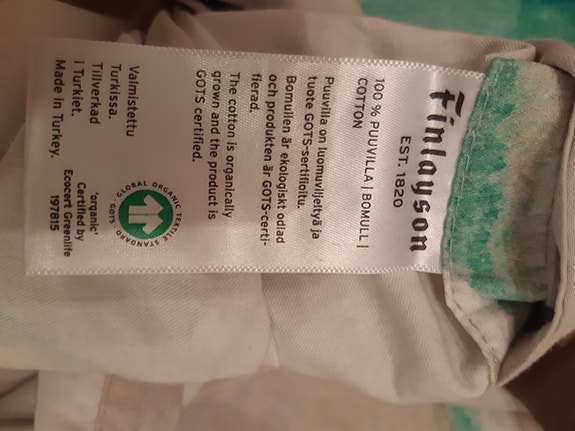 Finlayson
EST. 1820
100 % PUUVILLA | BOMULL |
COTTON
Puuvilla on luomuviljeltyä ja
tuote GOTS-sertifioitu.
Bomullen är ekologiskt odlad
och produkten är GOTS-certi-
fierad.
The cotton is organically
grown and the product is
GOTS certified.
GLOBAL ORGANIC TEXTILE STANDARD
· GOTS ·
Valmistettu
Turkissa.
Tillverkad
i Turkiet.
Made in Turkey.
'organic'
Certified by
Ecocert Greenlife
197815